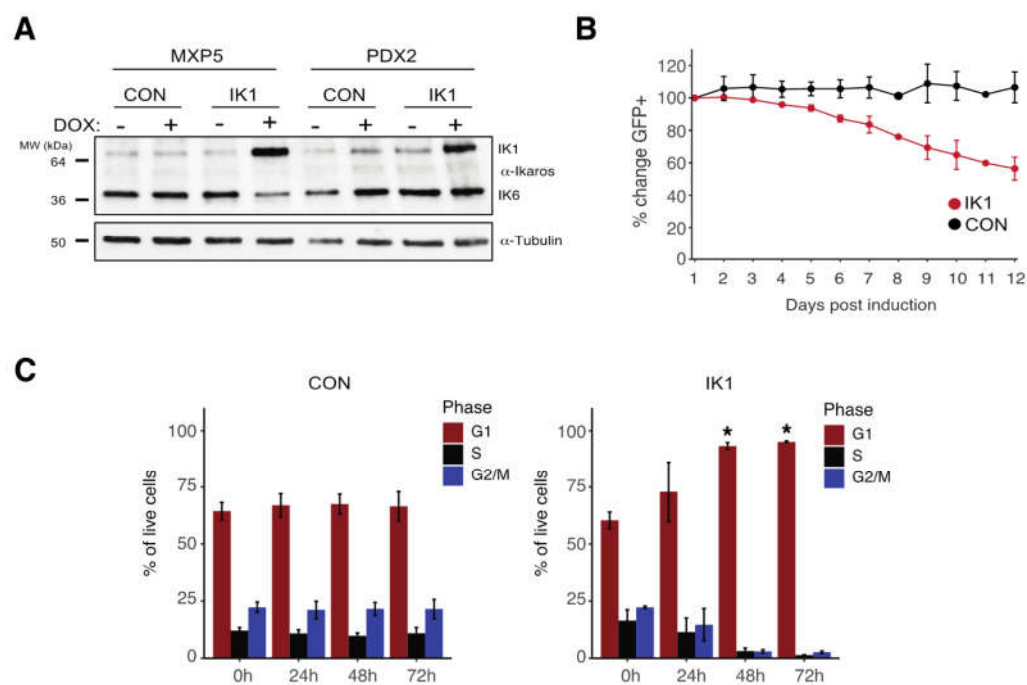 A
MXP5 PDX2
CON IK1 CON IK1
DOX: - + - + - + - +
MW (kDa)
64
36
50
IK1
α-Ikaros
IK6
α-Tubulin
B
% change GFP+
120
100
80
60
40
20
0
IK1
CON
1 2 3 4 5 6 7 8 9 10 11 12
Days post induction
C
CON
% of live cells
100
75
50
25
0
Phase
G1
S
G2/M
0h 24h 48h 72h
IK1
% of live cells
100
75
50
25
0
* *
Phase
G1
S
G2/M
0h 24h 48h 72h